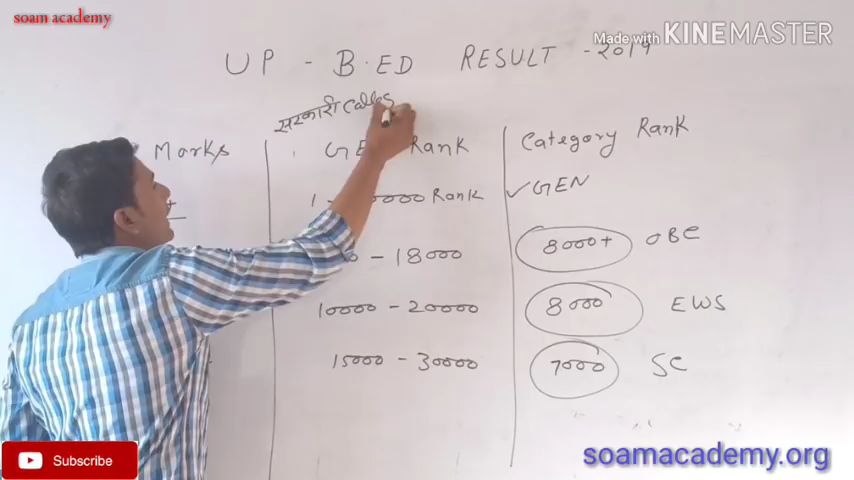 soam academy
Made with KINEMASTER
UP - B.ED RESULT - 2019
सरकारी
Marks Rank Category Rank
0000 Rank ✓GEN
- 18000 8000+ OBC
10000 - 20000 8000 EWS
15000 - 30000 7000 SC
Subscribe
soamacademy.org